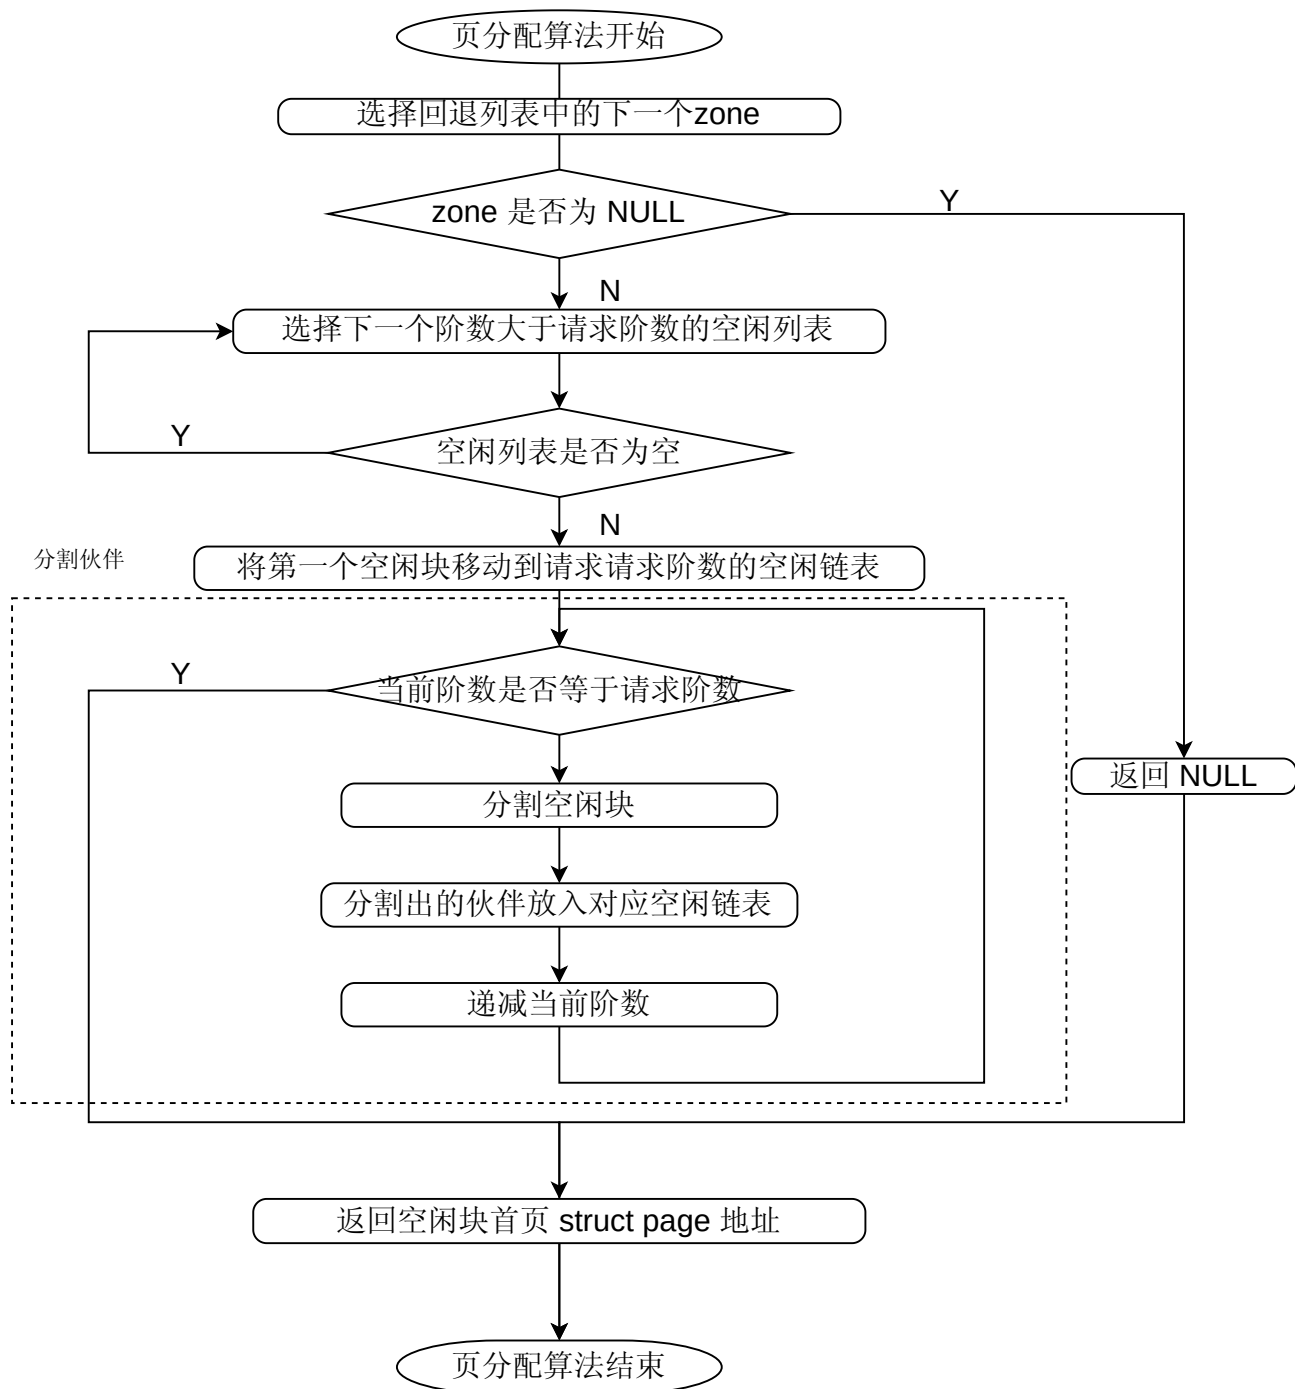 页分配算法开始
选择回退列表中的下一个zone
zone 是否为 NULL
Y
N
选择下一个阶数大于请求阶数的空闲列表
Y
空闲列表是否为空
N
分割伙伴
将第一个空闲块移动到请求请求阶数的空闲链表
Y
当前阶数是否等于请求阶数
返回 NULL
分割空闲块
分割出的伙伴放入对应空闲链表
递减当前阶数
返回空闲块首页 struct page 地址
页分配算法结束